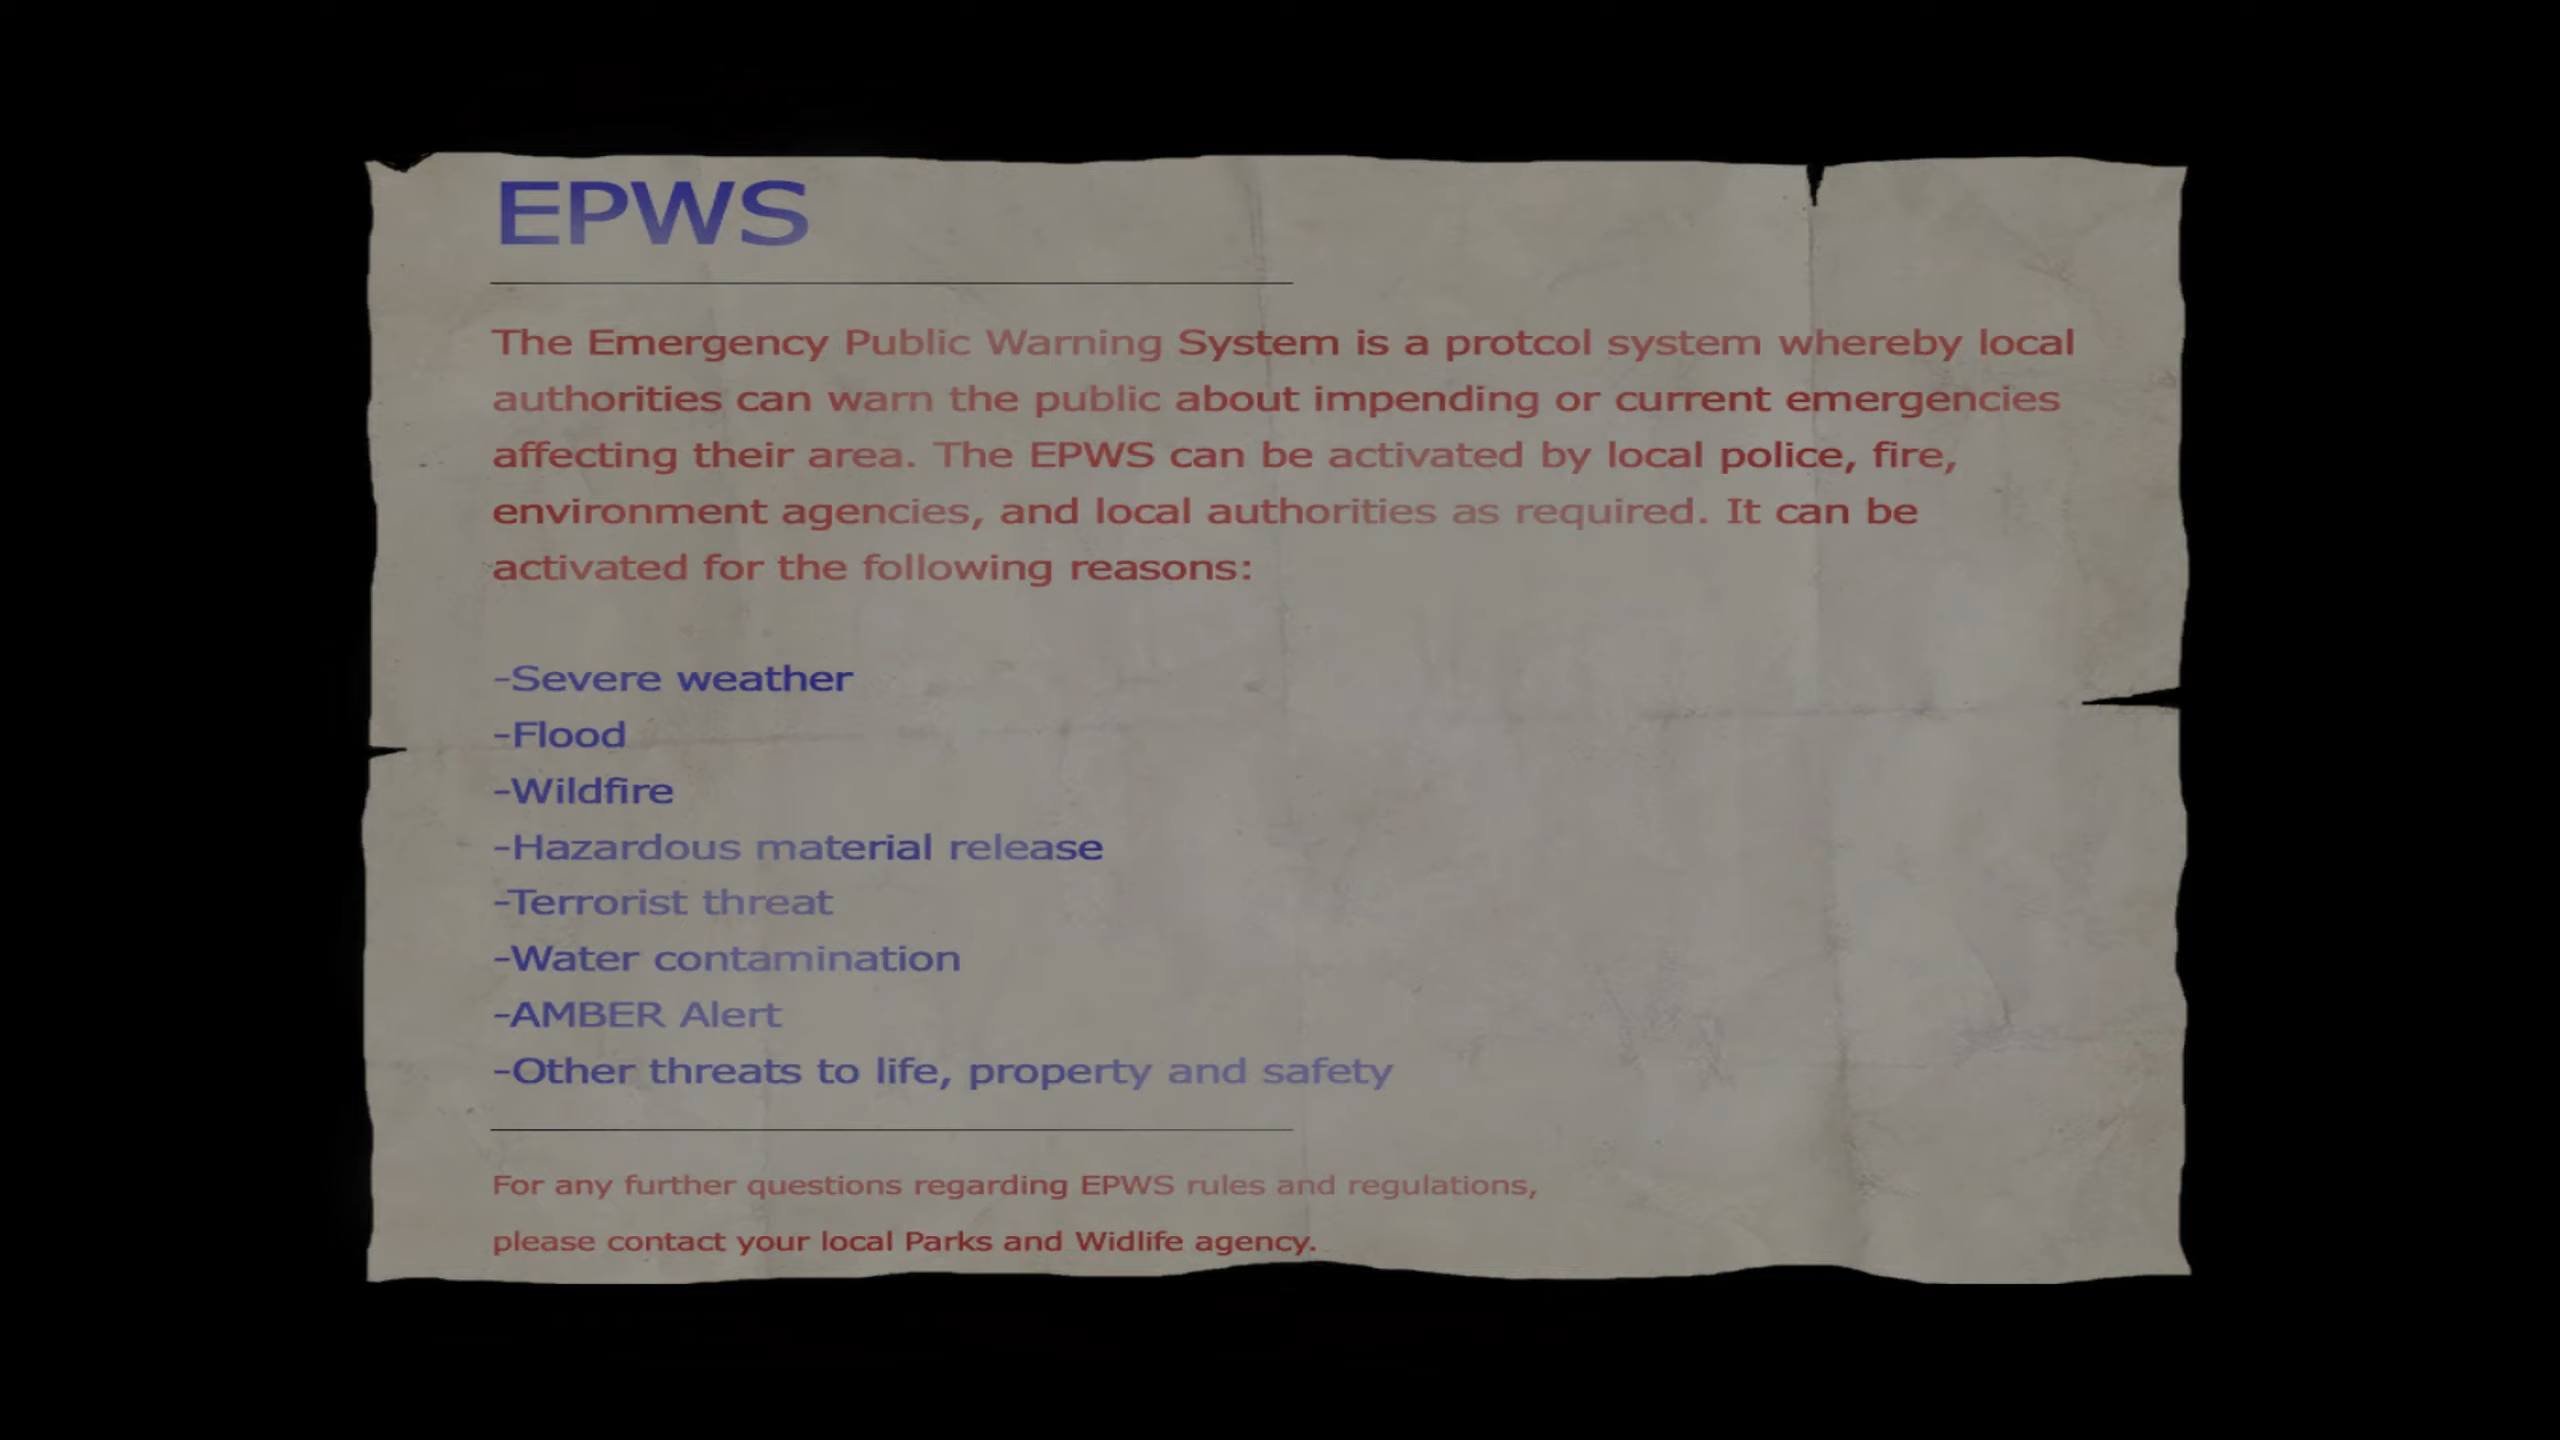 EPWS
The Emergency Public Warning System is a protcol system whereby local
authorities can warn the public about impending or current emergencies
affecting their area. The EPWS can be activated by local police, fire,
environment agencies, and local authorities as required. It can be
activated for the following reasons:
-Severe weather
-Flood
-Wildfire
-Hazardous material release
-Terrorist threat
-Water contamination
-AMBER Alert
-Other threats to life, property and safety
For any further questions regarding EPWS rules and regulations,
please contact your local Parks and Widlife agency.